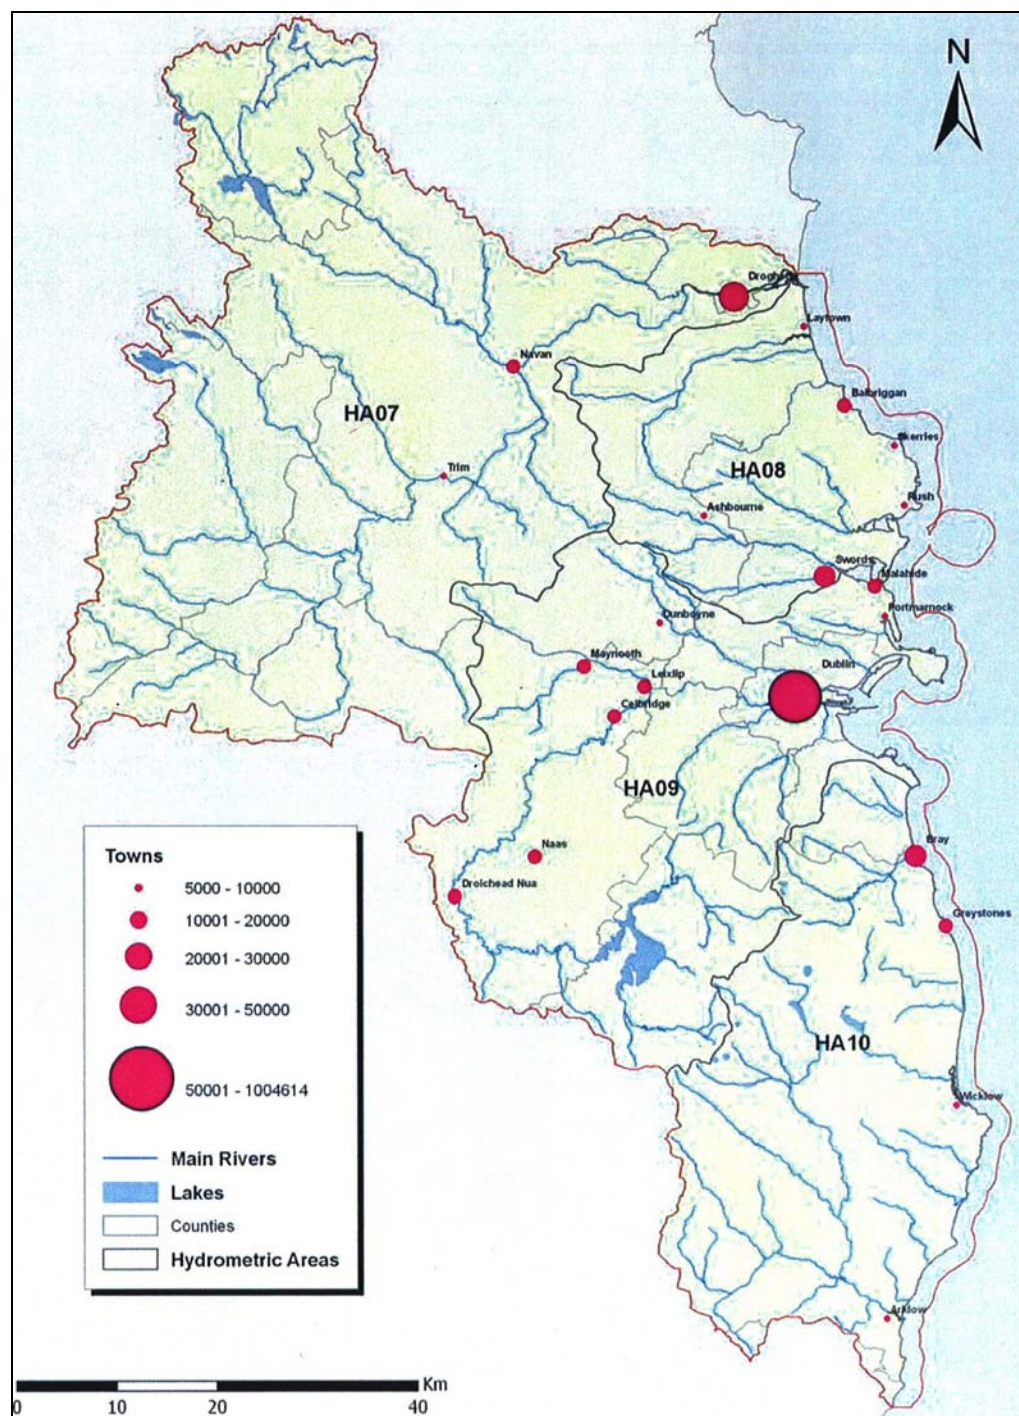 N
Drogheda
Laytown
Navan
Balbriggan
HA07
Skerries
HA08
Trim
Rush
Ashbourne
Swords
Malahide
Portmarnock
Dunboyne
Maynooth
Dublin
Leixlip
Celbridge
HA09
Bray
Naas
Droichead Nua
Greystones
HA10
Wicklow
Arklow
Towns
5000 - 10000
10001 - 20000
20001 - 30000
30001 - 50000
50001 - 1004614
Main Rivers
Lakes
Counties
Hydrometric Areas
Km
0 10 20 40